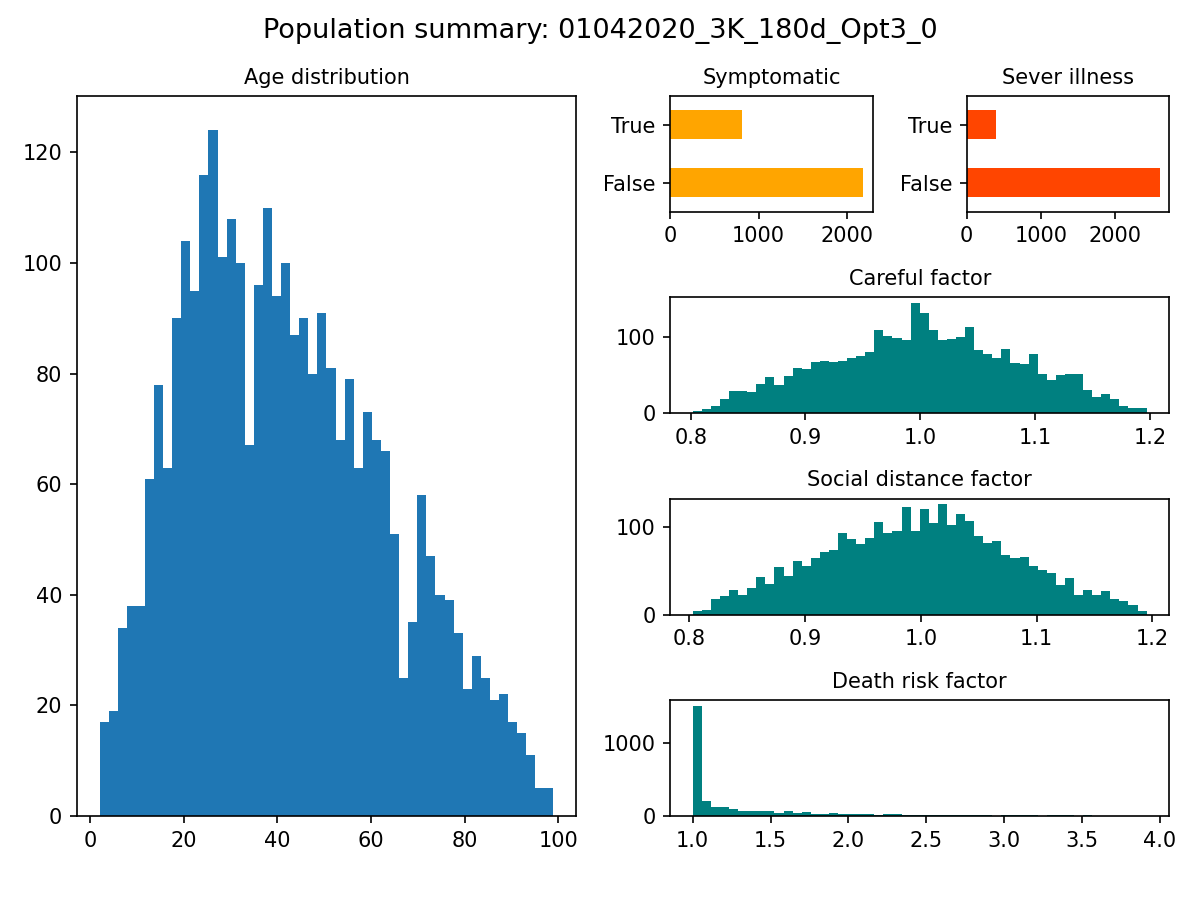 Population summary: 01042020_3K_180d_Opt3_0
Age distribution
120
100
80
60
40
20
0
0 20 40 60 80 100
Symptomatic
True
False
0 1000 2000
Sever illness
True
False
0 1000 2000
Careful factor
100
0
0.8 0.9 1.0 1.1 1.2
Social distance factor
100
0
0.8 0.9 1.0 1.1 1.2
Death risk factor
1000
0
1.0 1.5 2.0 2.5 3.0 3.5 4.0